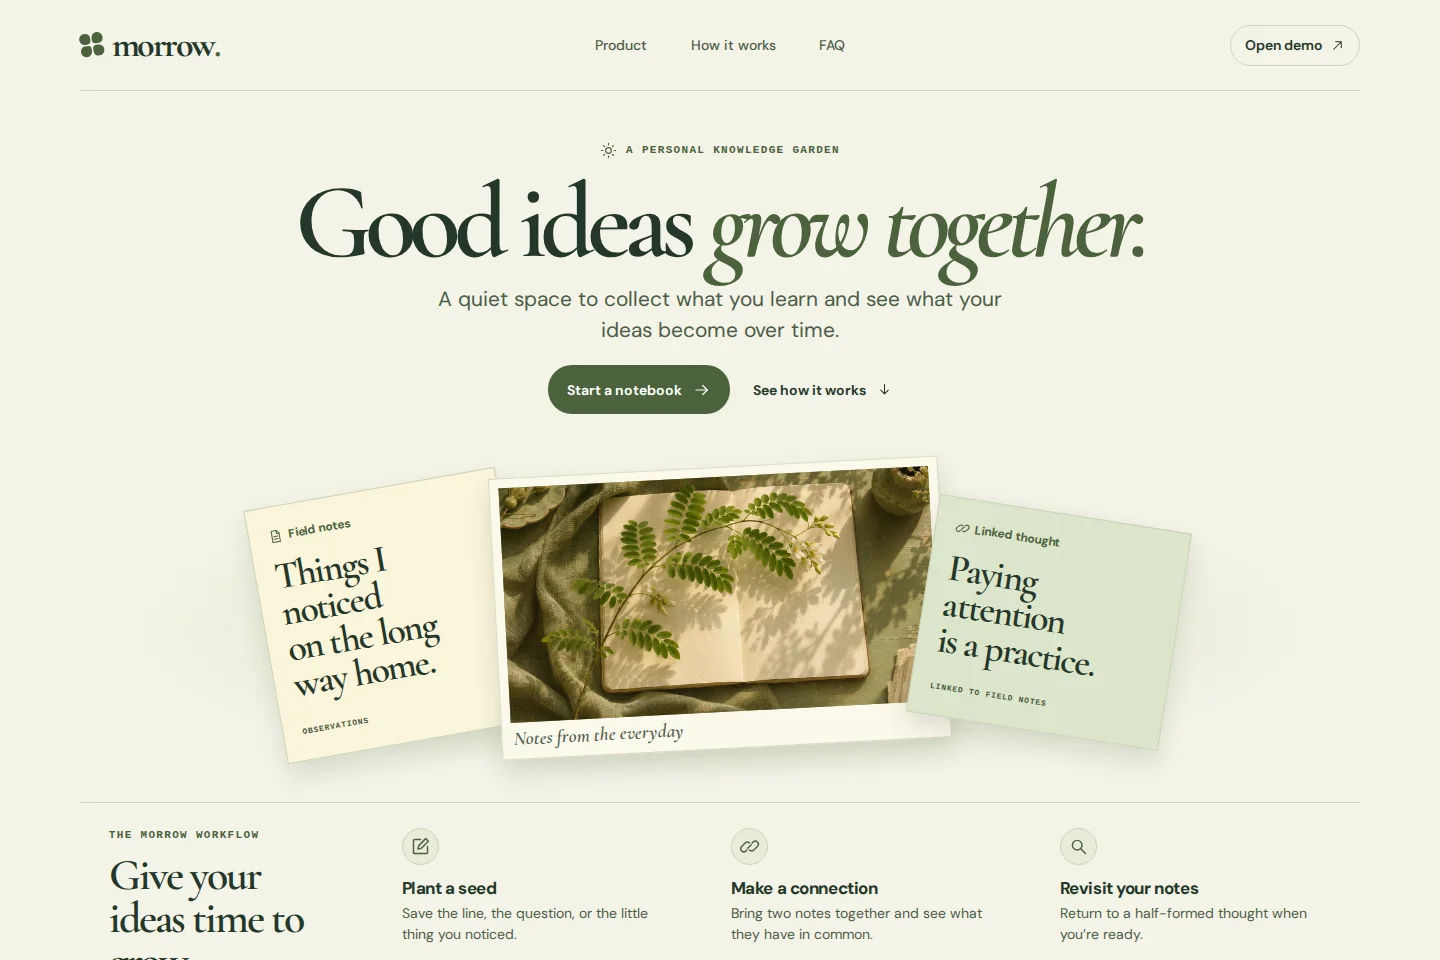 morrow.
Product
How it works
FAQ
Open demo
A PERSONAL KNOWLEDGE GARDEN
Good ideas grow together.
A quiet space to collect what you learn and see what your
ideas become over time.
Start a notebook
See how it works
Field notes
Things I
noticed
on the long
way home.
OBSERVATIONS
Notes from the everyday
Linked thought
Paying
attention
is a practice.
LINKED TO FIELD NOTES
THE MORROW WORKFLOW
Give your
ideas time to
grow.
Plant a seed
Save the line, the question, or the little
thing you noticed.
Make a connection
Bring two notes together and see what
they have in common.
Revisit your notes
Return to a half-formed thought when
you’re ready.